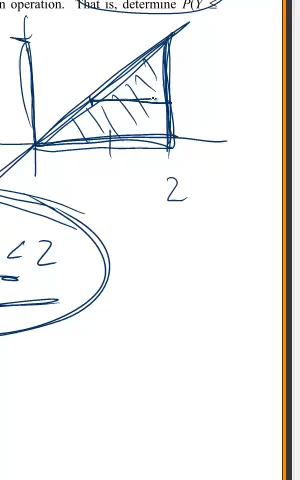 n operation. That is, determine P(Y ≤
2
< 2